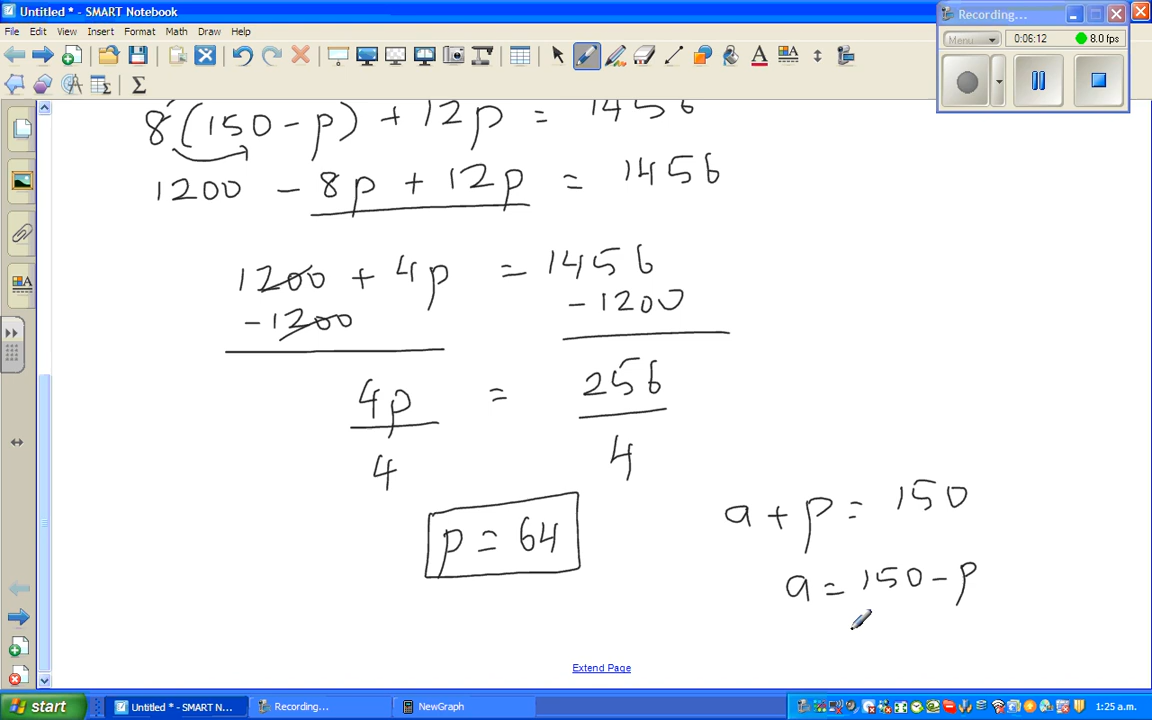 Untitled * - SMART Notebook
File Edit View Insert Format Math Draw Help
Recording...
Menu 0:06:12 8.0 fps
8(150 - p) + 12p = 1456
1200 - 8p + 12p = 1456
1200 + 4p = 1456
-1200 -1200
4p = 256
4 4
p = 64
a + p = 150
a = 150 - p
Extend Page
start Untitled * - SMART N... Recording... NewGraph 1:25 a.m.